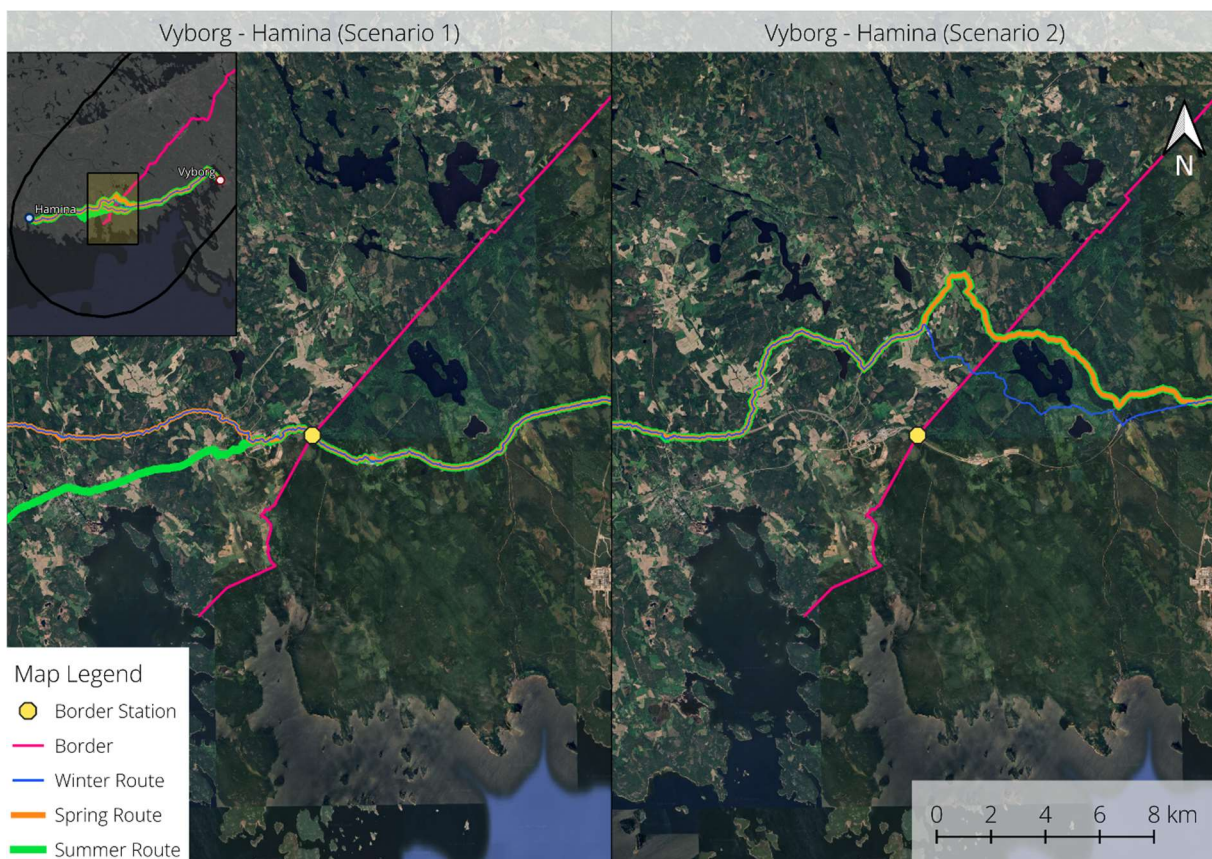 Vyborg - Hamina (Scenario 1)
Vyborg - Hamina (Scenario 2)
Vyborg
Hamina
N
Map Legend
Border Station
Border
Winter Route
Spring Route
Summer Route
0 2 4 6 8 km